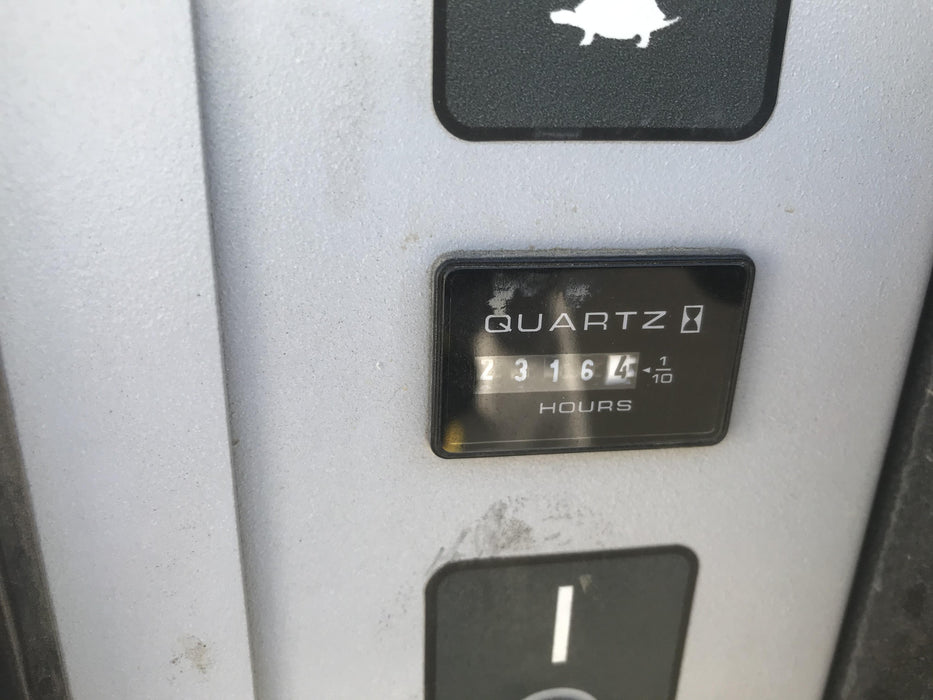 QUARTZ
23164 1/10
HOURS